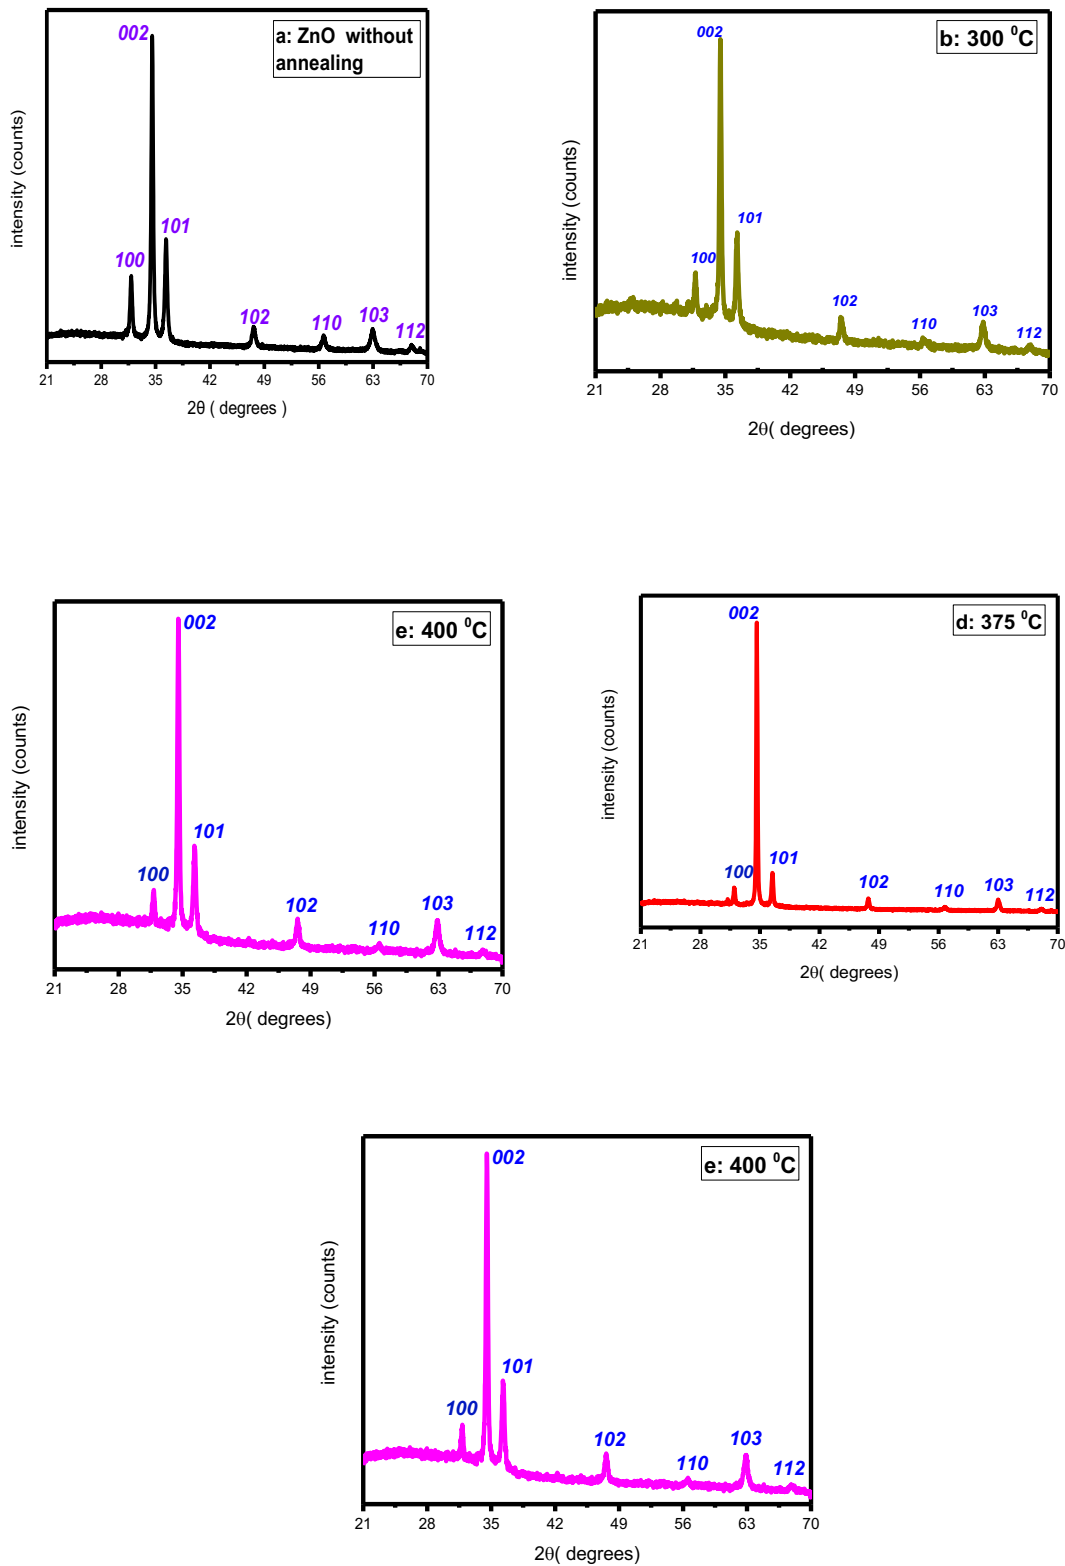 002
a: ZnO without
annealing
101
100
102
110
103
112
intensity (counts)
21 28 35 42 49 56 63 70
2θ ( degrees )
002
b: 300 ⁰C
101
100
102
110
103
112
intensity (counts)
21 28 35 42 49 56 63 70
2θ( degrees)
002
e: 400 ⁰C
101
100
102
110
103
112
intensity (counts)
21 28 35 42 49 56 63 70
2θ( degrees)
002
d: 375 ⁰C
101
100
102
110
103
112
intensity (counts)
21 28 35 42 49 56 63 70
2θ( degrees)
002
e: 400 ⁰C
101
100
102
110
103
112
intensity (counts)
21 28 35 42 49 56 63 70
2θ( degrees)